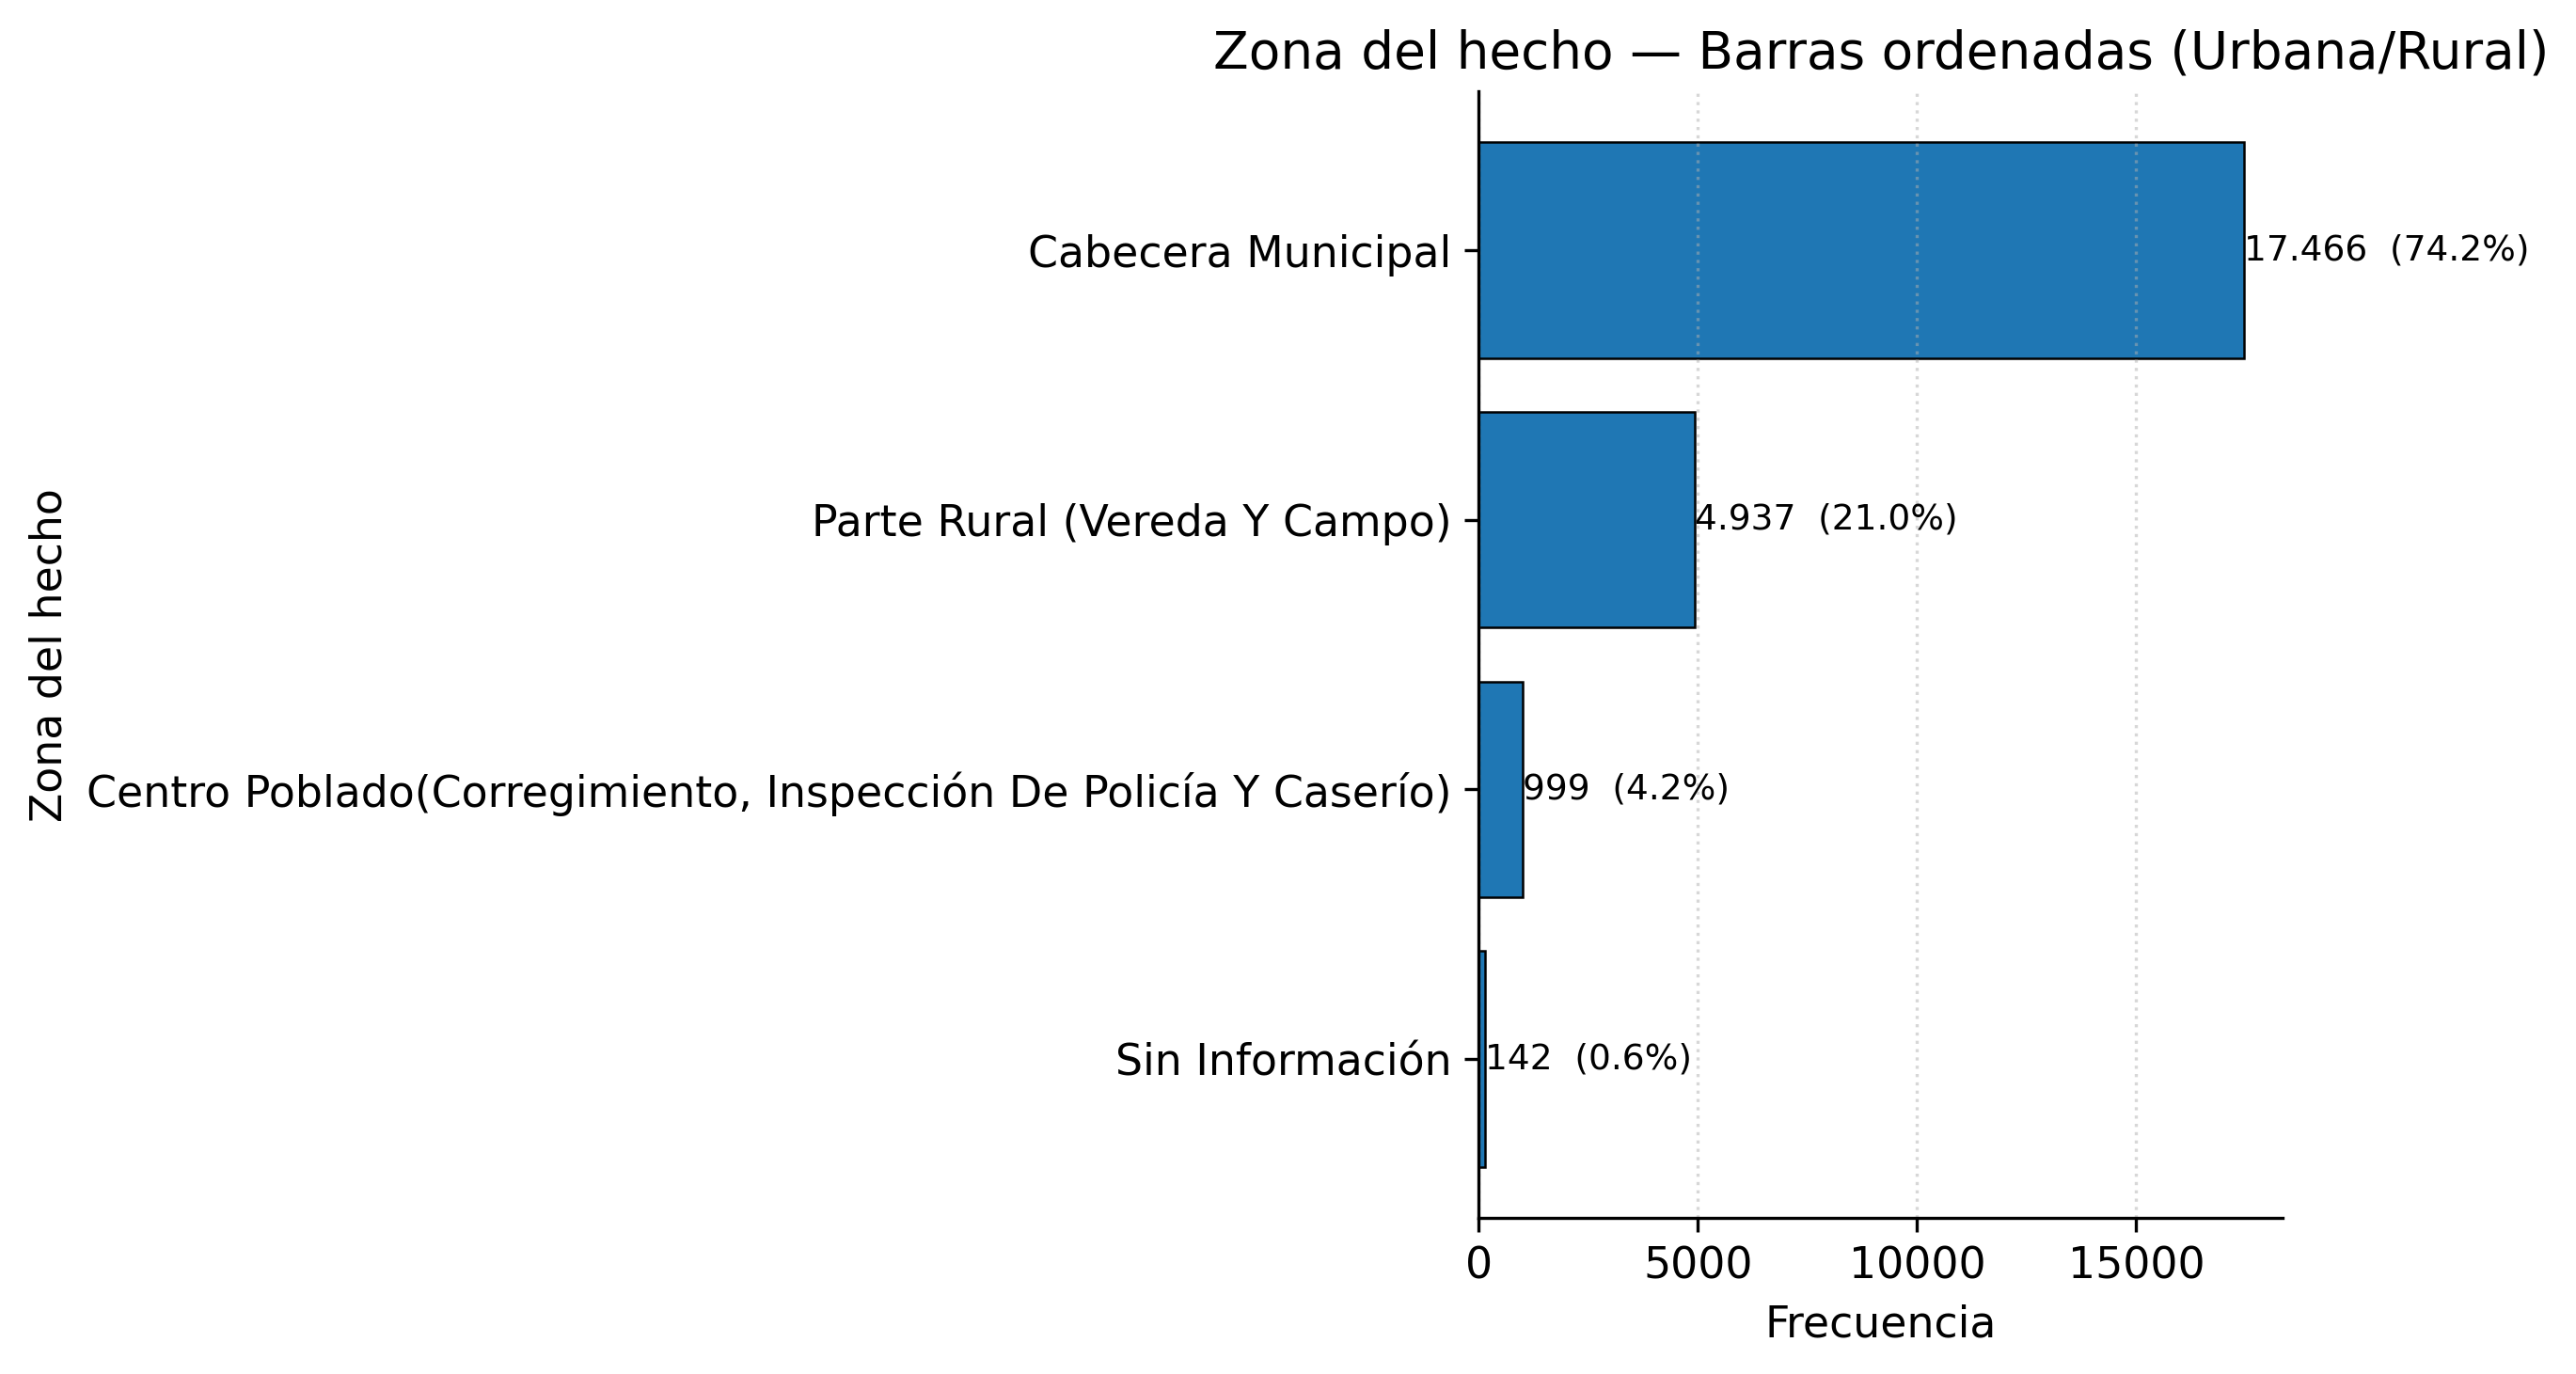 Zona del hecho — Barras ordenadas (Urbana/Rural)
Zona del hecho
Cabecera Municipal
17.466 (74.2%)
Parte Rural (Vereda Y Campo)
4.937 (21.0%)
Centro Poblado(Corregimiento, Inspección De Policía Y Caserío)
999 (4.2%)
Sin Información
142 (0.6%)
0 5000 10000 15000
Frecuencia